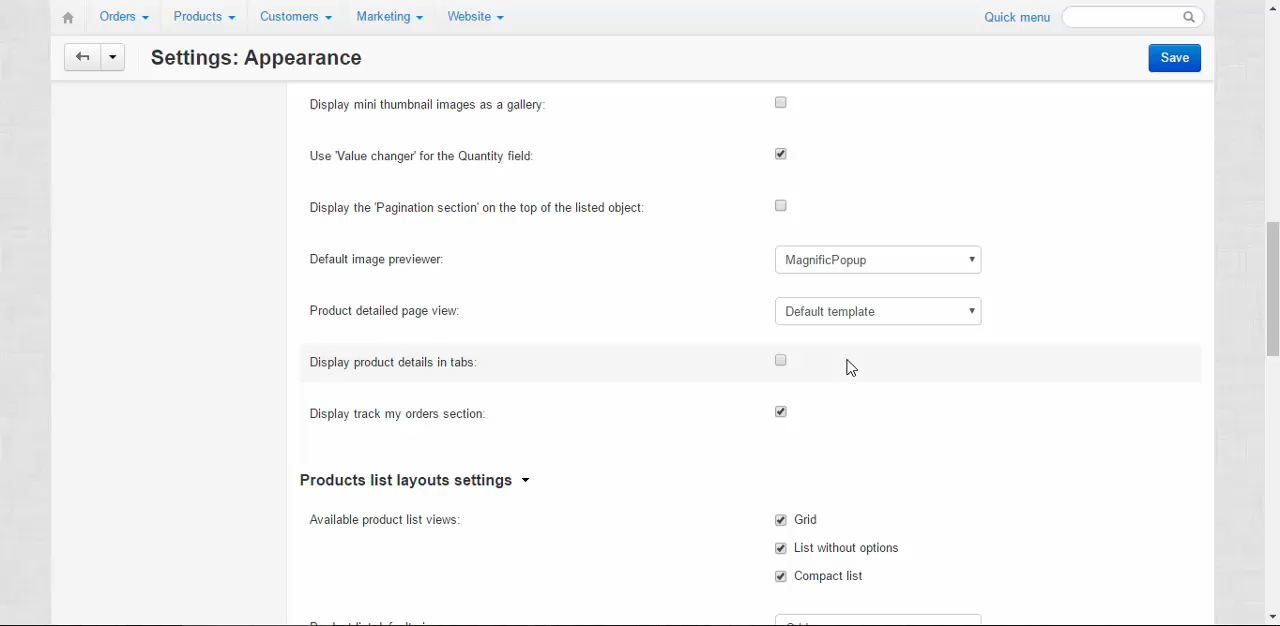 Orders Products Customers Marketing Website Quick menu
Settings: Appearance Save
Display mini thumbnail images as a gallery:
Use 'Value changer' for the Quantity field:
Display the 'Pagination section' on the top of the listed object:
Default image previewer: MagnificPopup
Product detailed page view: Default template
Display product details in tabs:
Display track my orders section:
Products list layouts settings
Available product list views: Grid
List without options
Compact list